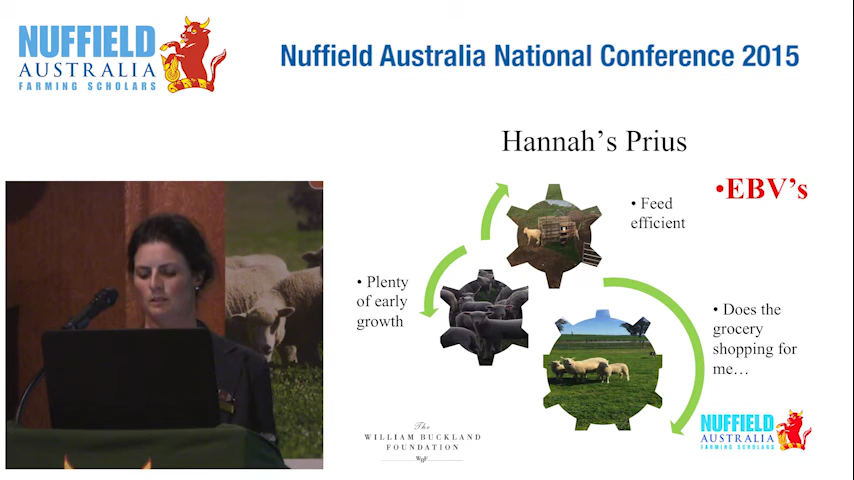 NUFFIELD
AUSTRALIA
FARMING SCHOLARS
Nuffield Australia National Conference 2015
Hannah's Prius
•EBV's
• Feed
efficient
• Plenty
of early
growth
• Does the
grocery
shopping for
me…
The
WILLIAM BUCKLAND
FOUNDATION
WBF
NUFFIELD
AUSTRALIA
FARMING SCHOLARS